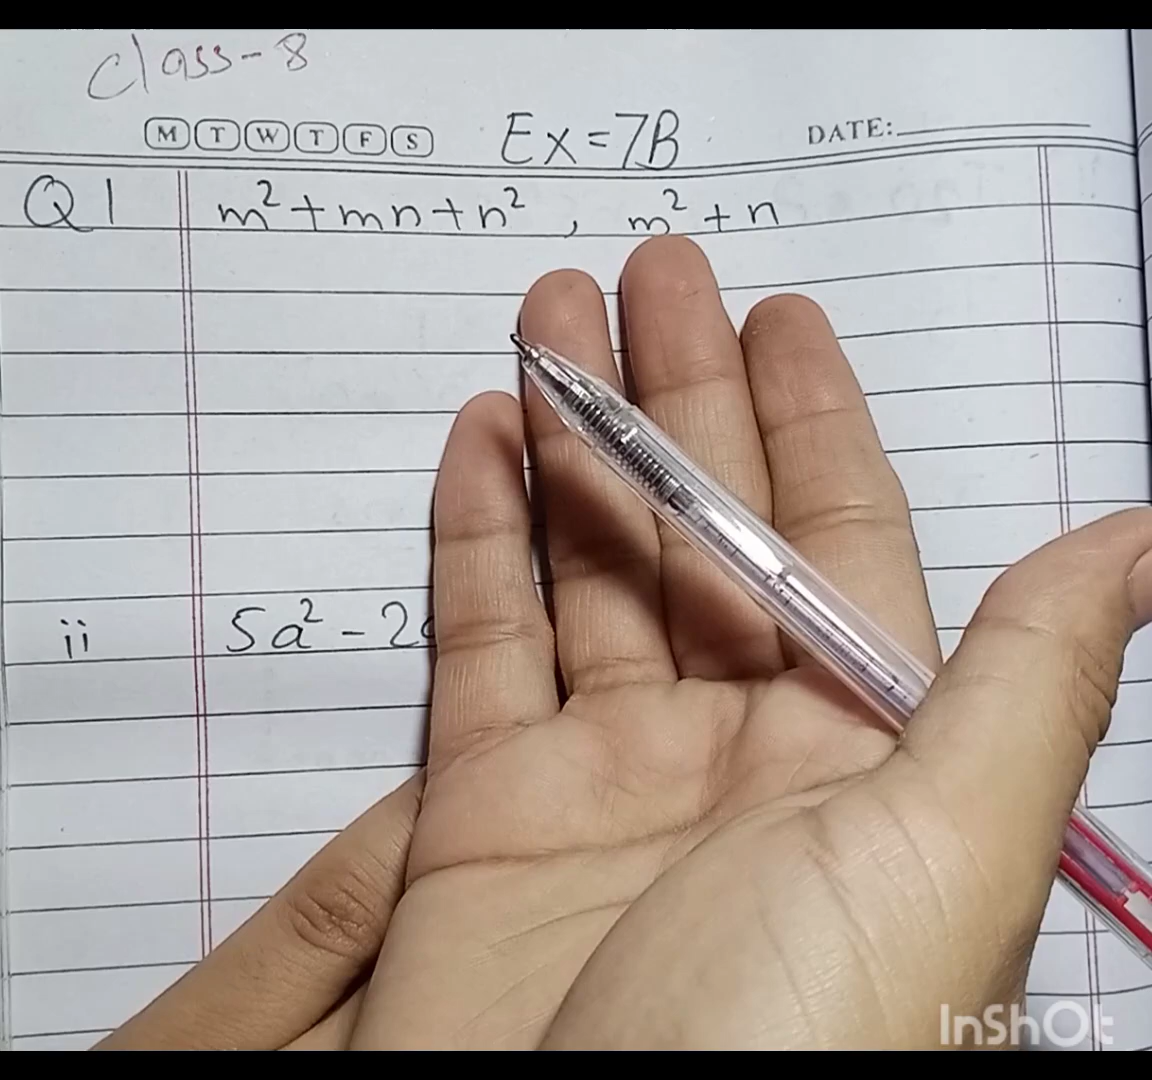 Class-8
M T W T F S Ex=7B DATE:
Q1 m²+mn+n², m²+n
ii 5a²-2
InShOt